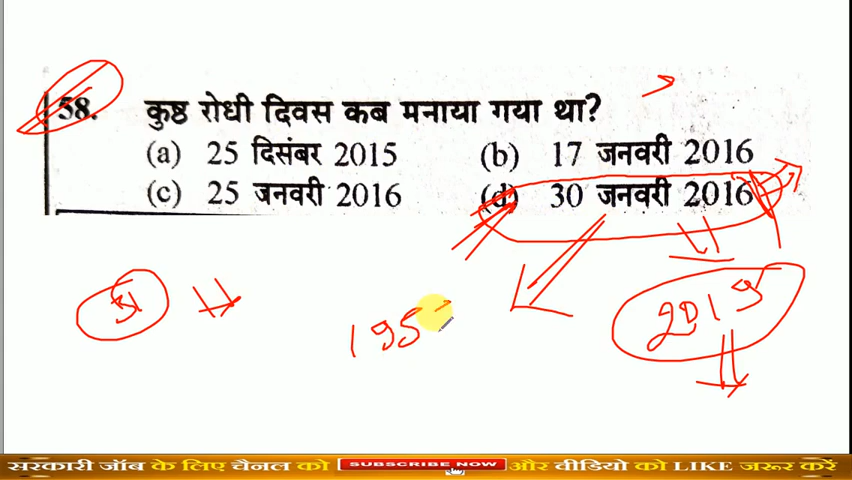 58. कुष्ठ रोधी दिवस कब मनाया गया था?
(a) 25 दिसंबर 2015 (b) 17 जनवरी 2016
(c) 25 जनवरी 2016 (d) 30 जनवरी 2016
2019
195
सरकारी जॉब के लिए चैनल को SUBSCRIBE NOW और वीडियो को LIKE जरूर करें